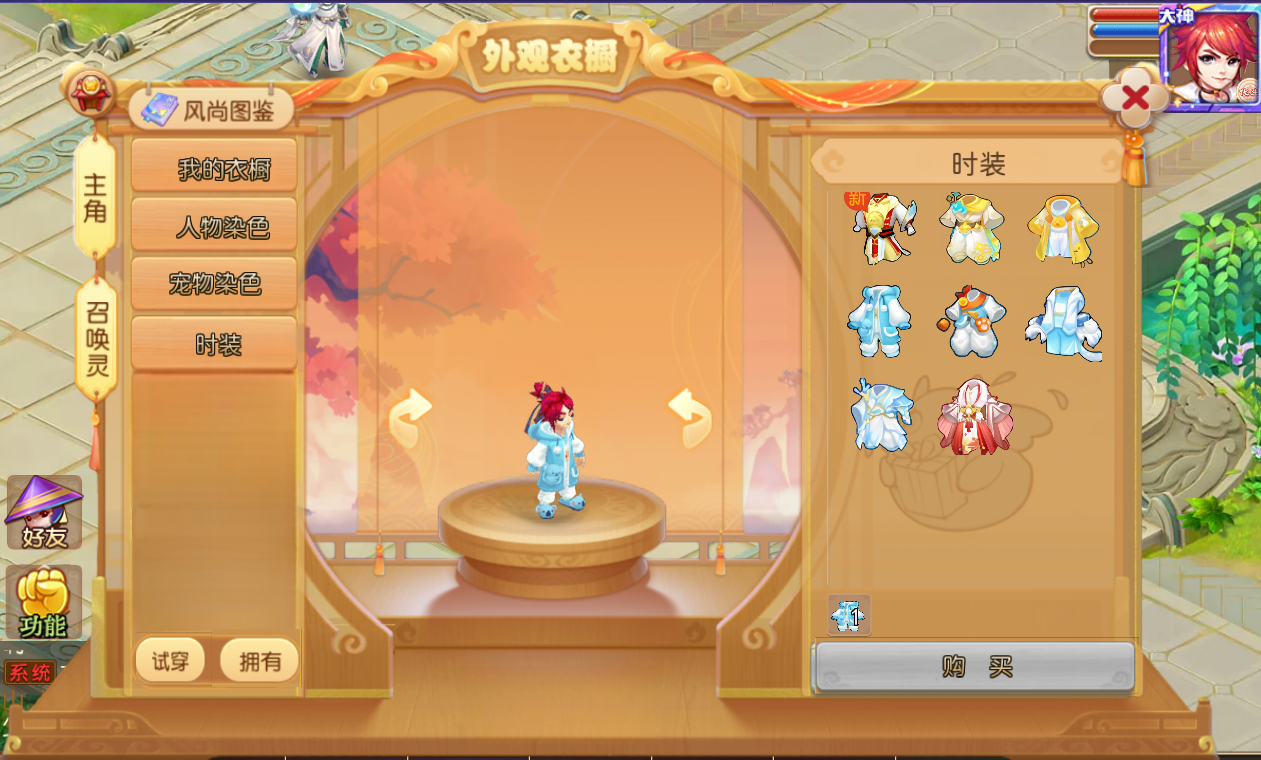 外观衣橱
大神
风尚图鉴
主角
召唤灵
我的衣橱
人物染色
宠物染色
时装
试穿
拥有
时装
新
1
购 买
好友
功能
系统